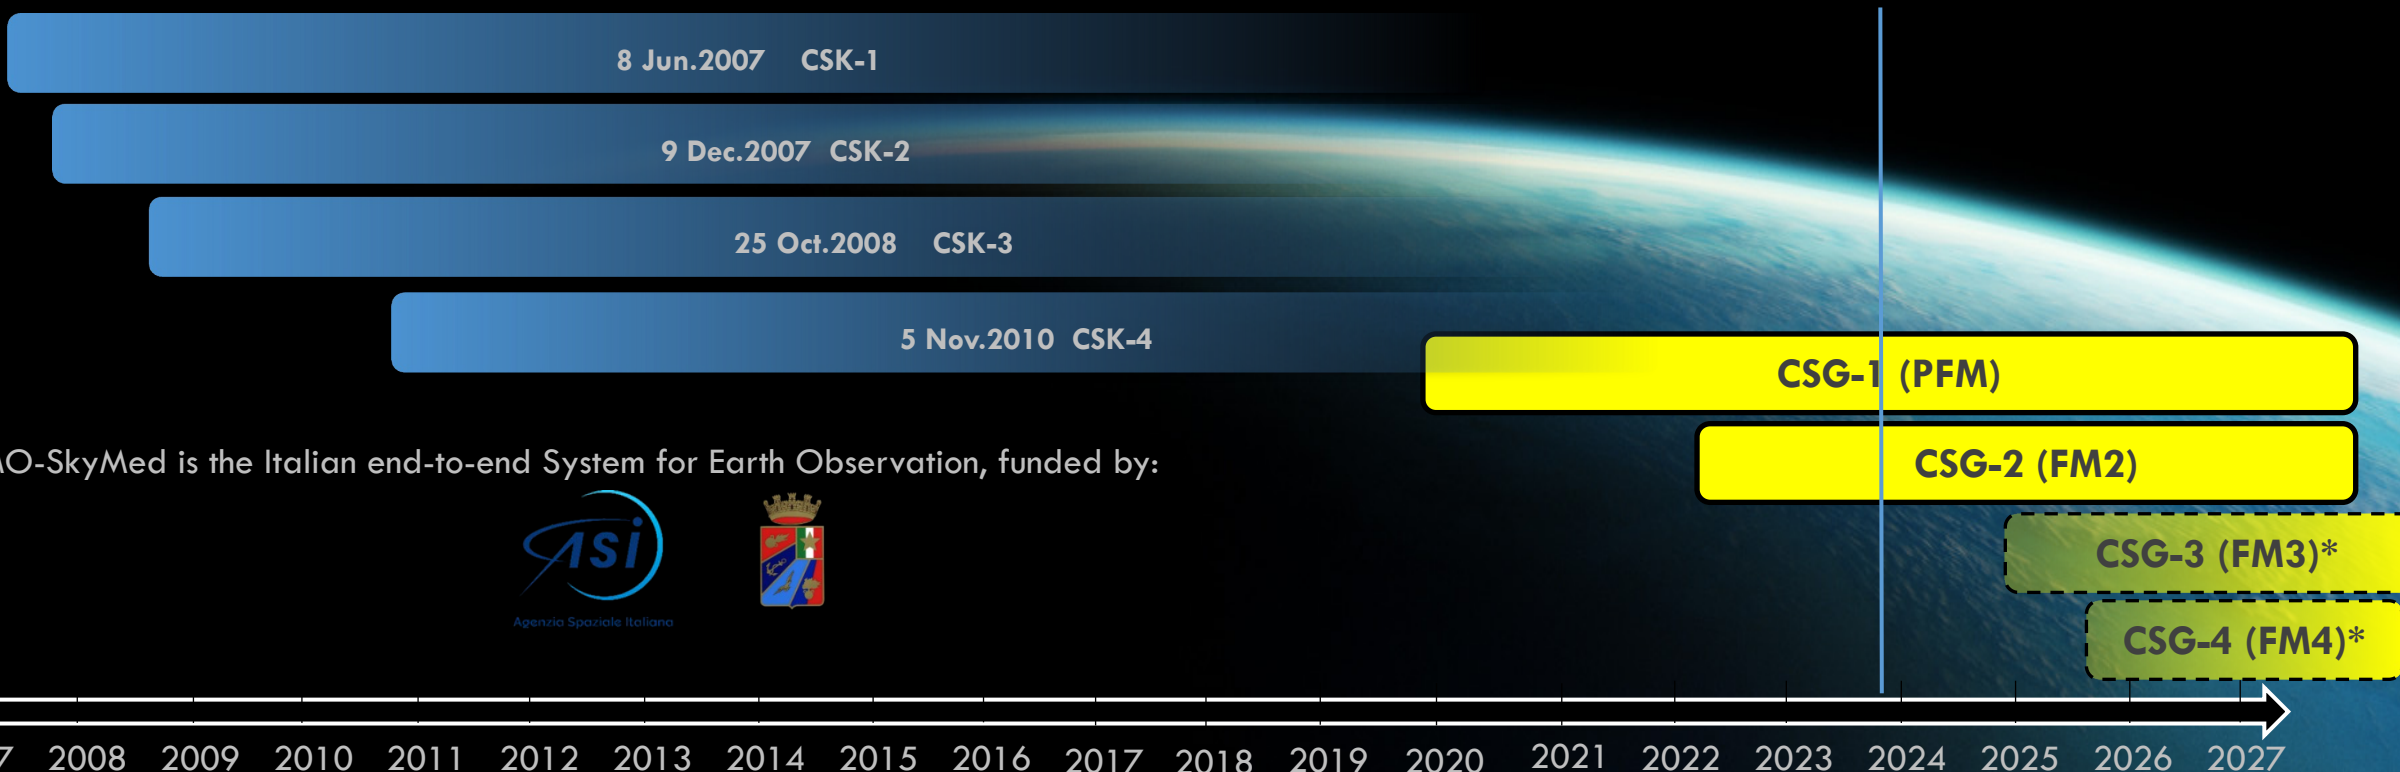 8 Jun.2007 CSK-1
9 Dec.2007 CSK-2
25 Oct.2008 CSK-3
5 Nov.2010 CSK-4
CSG-1 (PFM)
MO-SkyMed is the Italian end-to-end System for Earth Observation, funded by:
CSG-2 (FM2)
asi
Agenzia Spaziale Italiana
CSG-3 (FM3)*
CSG-4 (FM4)*
7 2008 2009 2010 2011 2012 2013 2014 2015 2016 2017 2018 2019 2020 2021 2022 2023 2024 2025 2026 2027